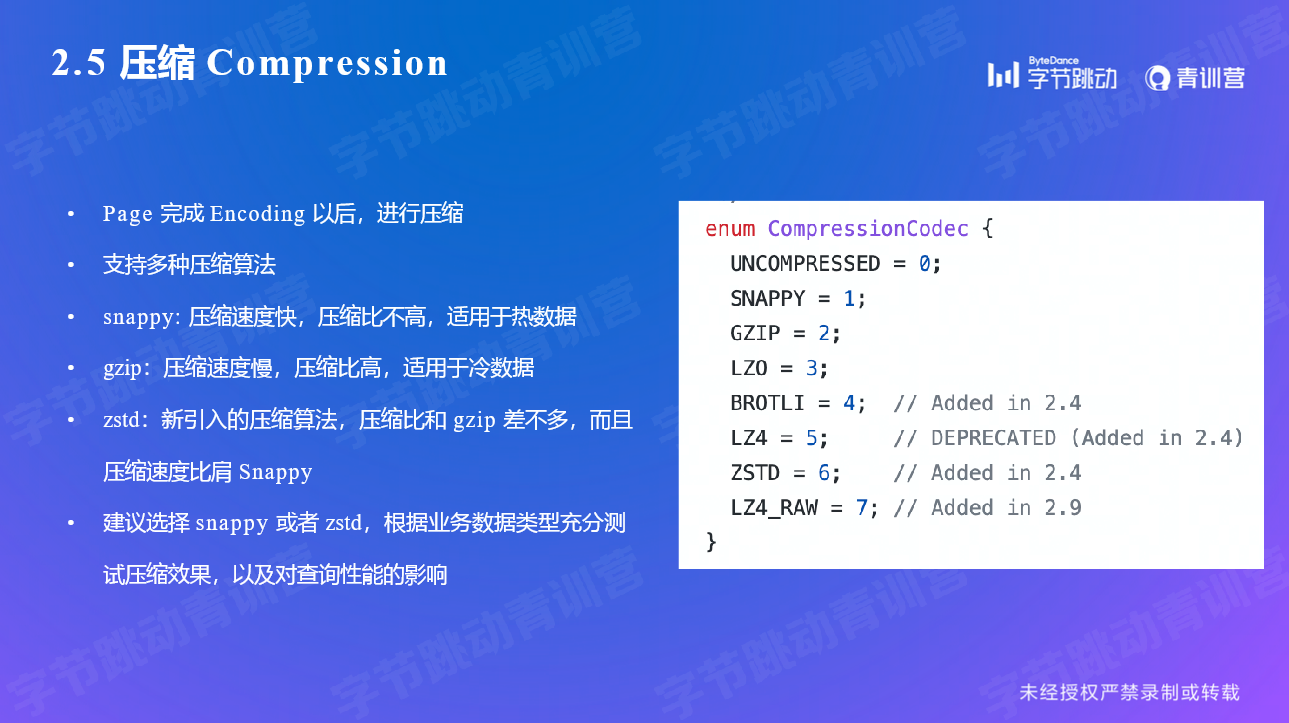 2.5 压缩 Compression
ByteDance
字节跳动
青训营
• Page 完成 Encoding 以后，进行压缩
• 支持多种压缩算法
• snappy: 压缩速度快，压缩比不高，适用于热数据
• gzip：压缩速度慢，压缩比高，适用于冷数据
• zstd：新引入的压缩算法，压缩比和 gzip 差不多，而且
压缩速度比肩 Snappy
• 建议选择 snappy 或者 zstd，根据业务数据类型充分测
试压缩效果，以及对查询性能的影响
enum CompressionCodec {
UNCOMPRESSED = 0;
SNAPPY = 1;
GZIP = 2;
LZO = 3;
BROTLI = 4; // Added in 2.4
LZ4 = 5; // DEPRECATED (Added in 2.4)
ZSTD = 6; // Added in 2.4
LZ4_RAW = 7; // Added in 2.9
}
字节跳动青训营
未经授权严禁录制或转载